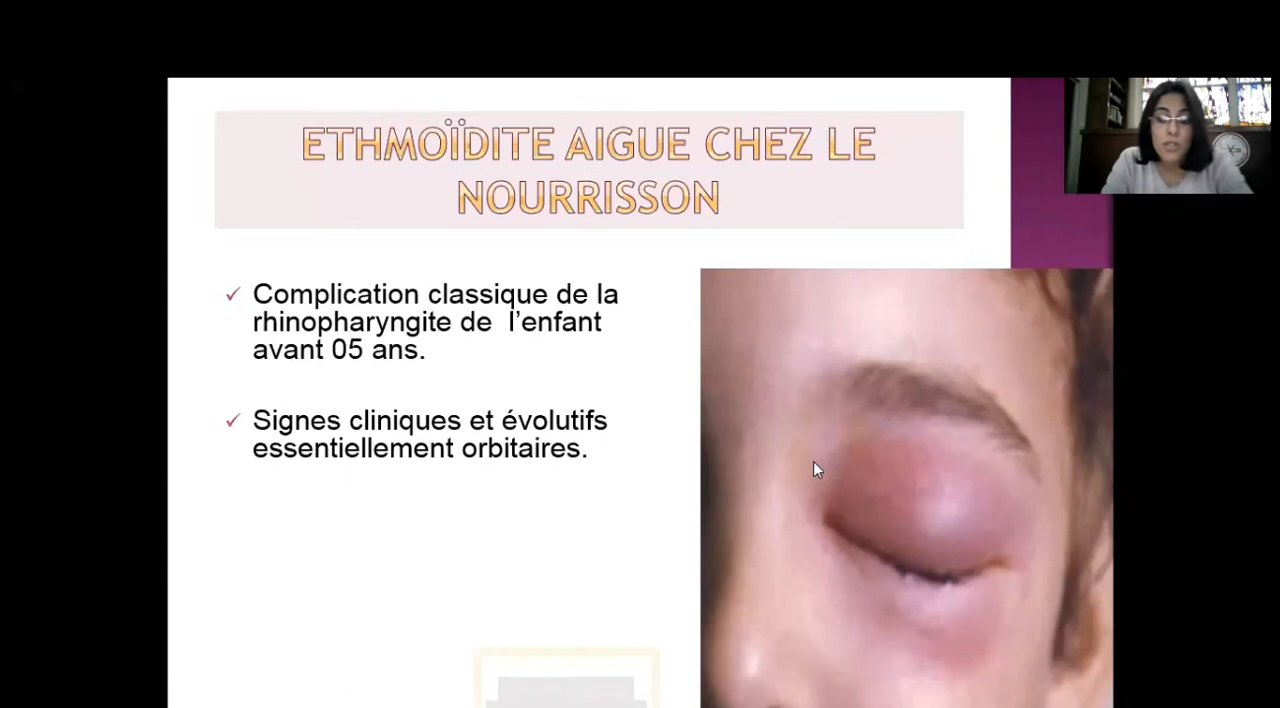 ETHMOÏDITE AIGUE CHEZ LE
NOURRISSON
✓ Complication classique de la
rhinopharyngite de l’enfant
avant 05 ans.
✓ Signes cliniques et évolutifs
essentiellement orbitaires.